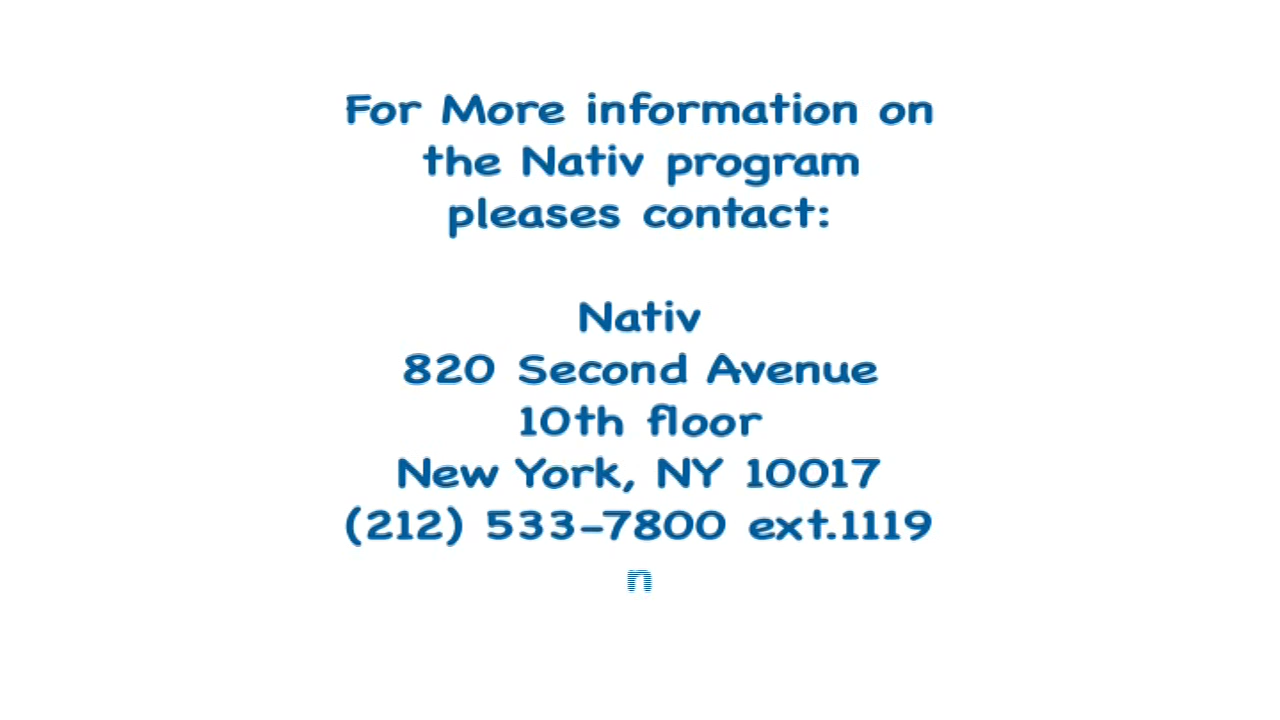 For More information on
the Nativ program
pleases contact:
Nativ
820 Second Avenue
10th floor
New York, NY 10017
(212) 533-7800 ext.1119
n